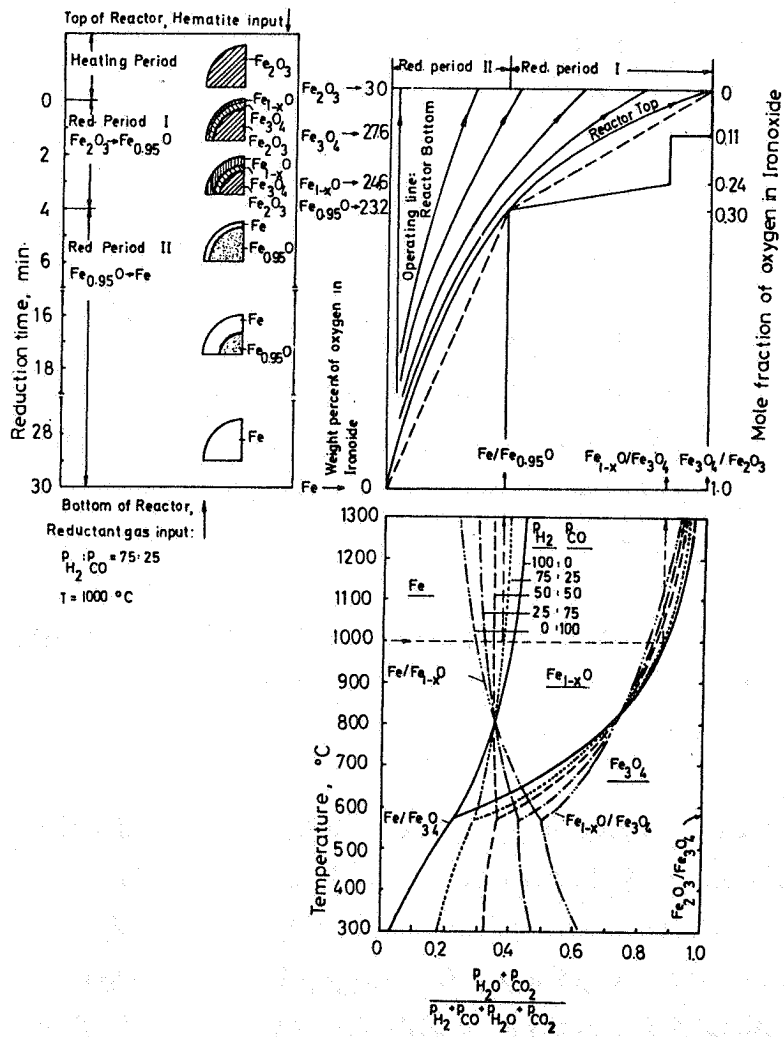 Top of Reactor, Hematite input
Heating Period
Fe2O3
0
Red Period I
Fe2O3→Fe0.95O
Fe1-xO
Fe3O4
Fe2O3
2
Fe1-xO
Fe3O4
Fe2O3
4
Red Period II
Fe0.95O→Fe
Fe
Fe0.95O
6
16
Fe
Fe0.95O
18
28
Fe
30
Reduction time, min.
Bottom of Reactor,
Reductant gas input:
PH2:PCO = 75:25
T = 1000 °C
Red. period II
Red. period I
Fe2O3 → 30
Fe3O4 → 27.6
Fe1-xO → 24.6
Fe0.95O → 23.2
Fe → 0
Weight percent of oxygen in
Ironoxide
Operating line:
Reactor Bottom
Reactor Top
0
0.11
0.24
0.30
1.0
Mole fraction of oxygen in Ironoxide
Fe/Fe0.95O
Fe1-xO/Fe3O4
Fe3O4/Fe2O3
1300
1200
1100
1000
900
800
700
600
500
400
300
Temperature, °C
PH2 PCO
100:0
75:25
50:50
25:75
0:100
Fe
Fe/Fe1-xO
Fe1-xO
Fe3O4
Fe/Fe3O4
Fe1-xO/Fe3O4
Fe2O3/Fe3O4
0
0.2
0.4
0.6
0.8
1.0
PH2O+PCO2
PH2+PCO+PH2O+PCO2